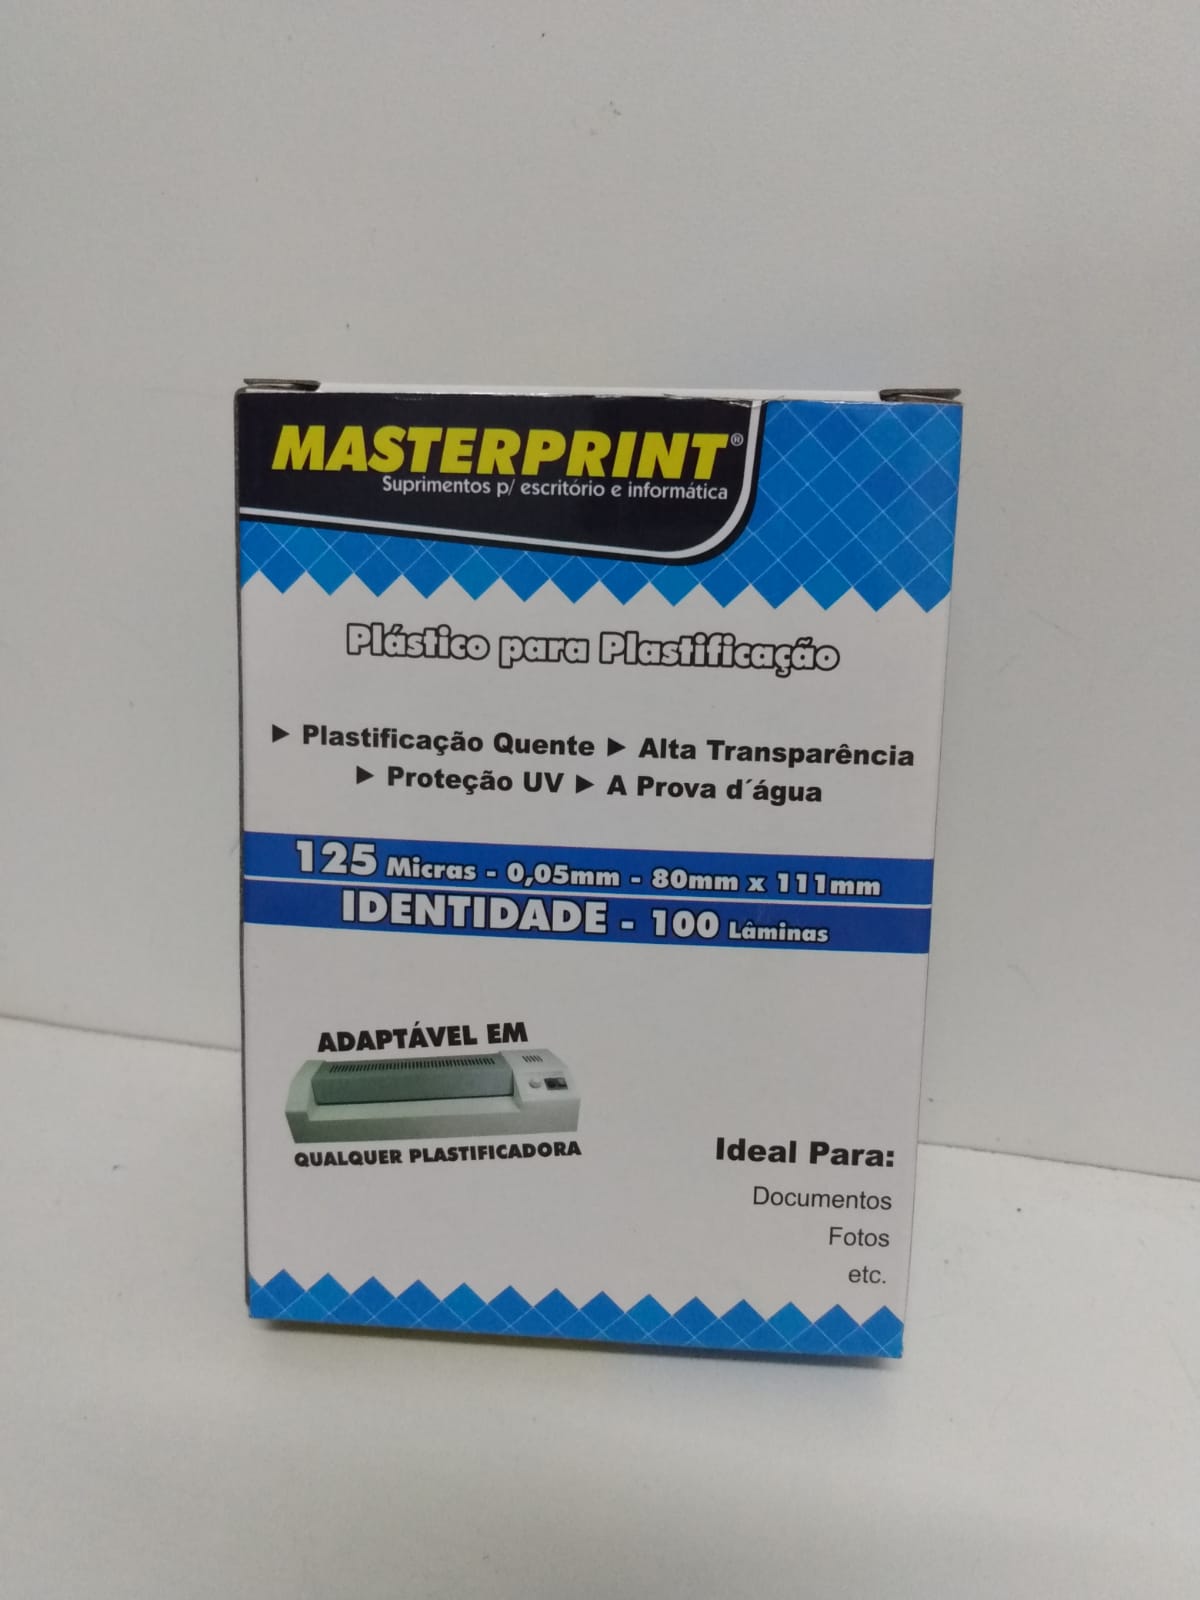 MASTERPRINT®
Suprimentos p/ escritório e informática
Plástico para Plastificação
► Plastificação Quente ► Alta Transparência
► Proteção UV ► A Prova d´água
125 Micras - 0,05mm - 80mm x 111mm
IDENTIDADE - 100 Lâminas
ADAPTÁVEL EM
QUALQUER PLASTIFICADORA
Ideal Para:
Documentos
Fotos
etc.